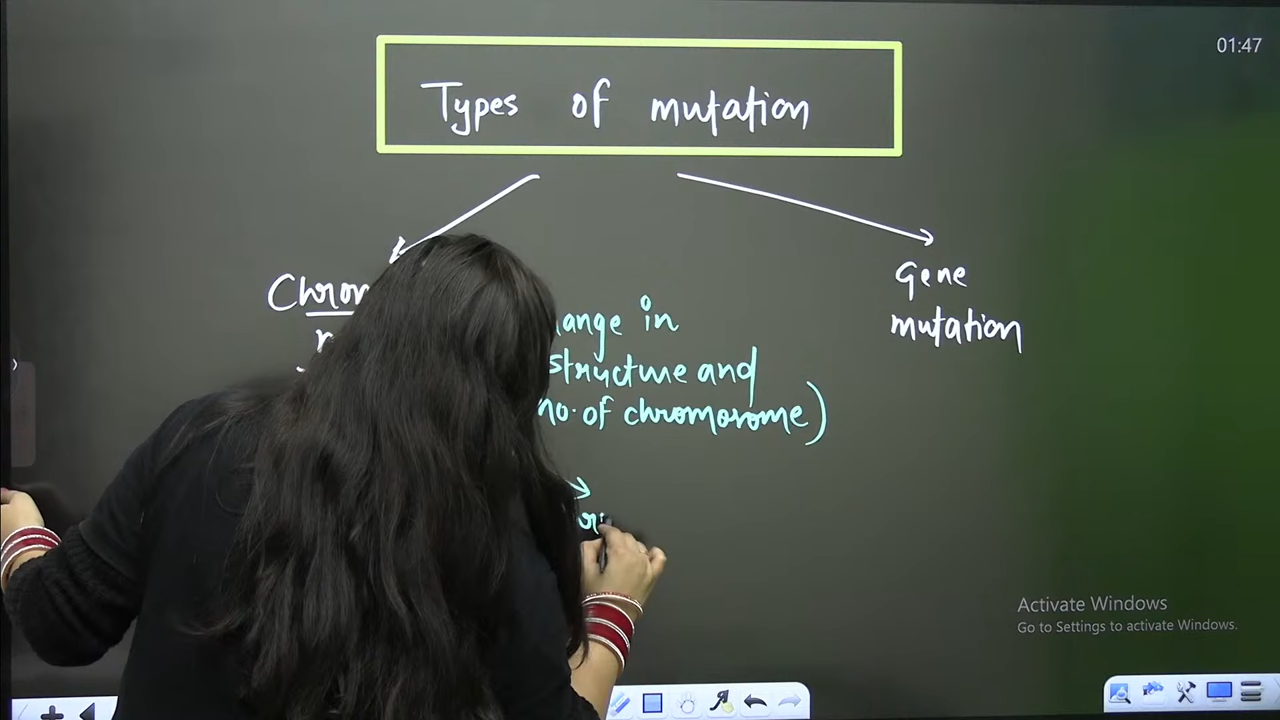 01:47
Types of mutation
Gene
mutation
in
structure and
no. of chromosome)
Activate Windows
Go to Settings to activate Windows.